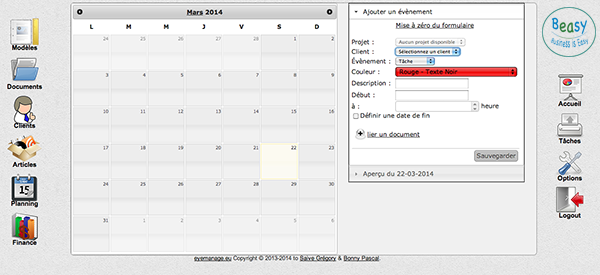 Mars 2014
L M M J V S D
24 25 26 27 28 1 2
3 4 5 6 7 8 9
10 11 12 13 14 15 16
17 18 19 20 21 22 23
24 25 26 27 28 29 30
31 1 2 3 4 5 6
Modèles
Documents
Clients
Articles
15
Planning
Finance
Ajouter un évènement
Mise à zéro du formulaire
Projet : Aucun projet disponible
Client : Sélectionnez un client
Évènement : Tâche
Couleur : Rouge - Texte Noir
Description :
Début :
à : heure
Définir une date de fin
lier un document
Sauvegarder
Aperçu du 22-03-2014
Beasy
Business is Easy
Accueil
Tâches
Options
Logout
eyemanage.eu Copyright © 2013-2014 to Saive Grégory & Bonny Pascal.